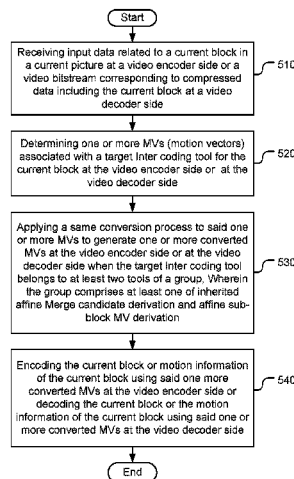 Start
Receiving input data related to a current block in
a current picture at a video encoder side or a
video bitstream corresponding to compressed
data including the current block at a video
decoder side
510
Determining one or more MVs (motion vectors)
associated with a target Inter coding tool for the
current block at the video encoder side or at the
video decoder side
520
Applying a same conversion process to said one
or more MVs to generate one or more converted
MVs at the video encoder side or at the video
decoder side when the target Inter coding tool
belongs to at least two tools of a group, Wherein
the group comprises at least one of inherited
affine Merge candidate derivation and affine sub-
block MV derivation
530
Encoding the current block or motion information
of the current block using said one more
converted MVs at the video encoder side or
decoding the current block or the motion
information of the current block using said one or
more converted MVs at the video decoder side
540
End